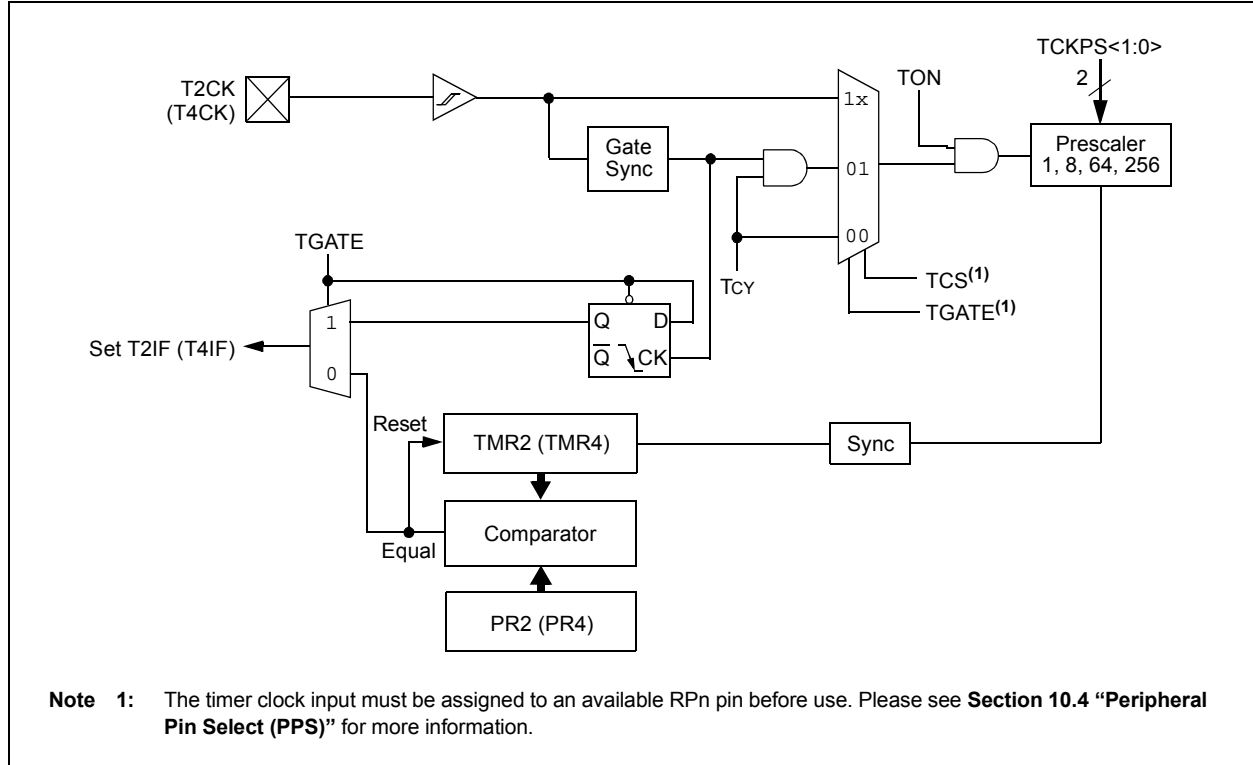 TCKPS<1:0>
2
T2CK
(T4CK)
TON
1x
Prescaler
1, 8, 64, 256
Gate
Sync
01
00
TGATE
TCY
TCS(1)
TGATE(1)
1
Q
D
Set T2IF (T4IF)
Q
CK
0
Reset
TMR2 (TMR4)
Sync
Comparator
Equal
PR2 (PR4)
Note 1: The timer clock input must be assigned to an available RPn pin before use. Please see Section 10.4 “Peripheral
Pin Select (PPS)” for more information.